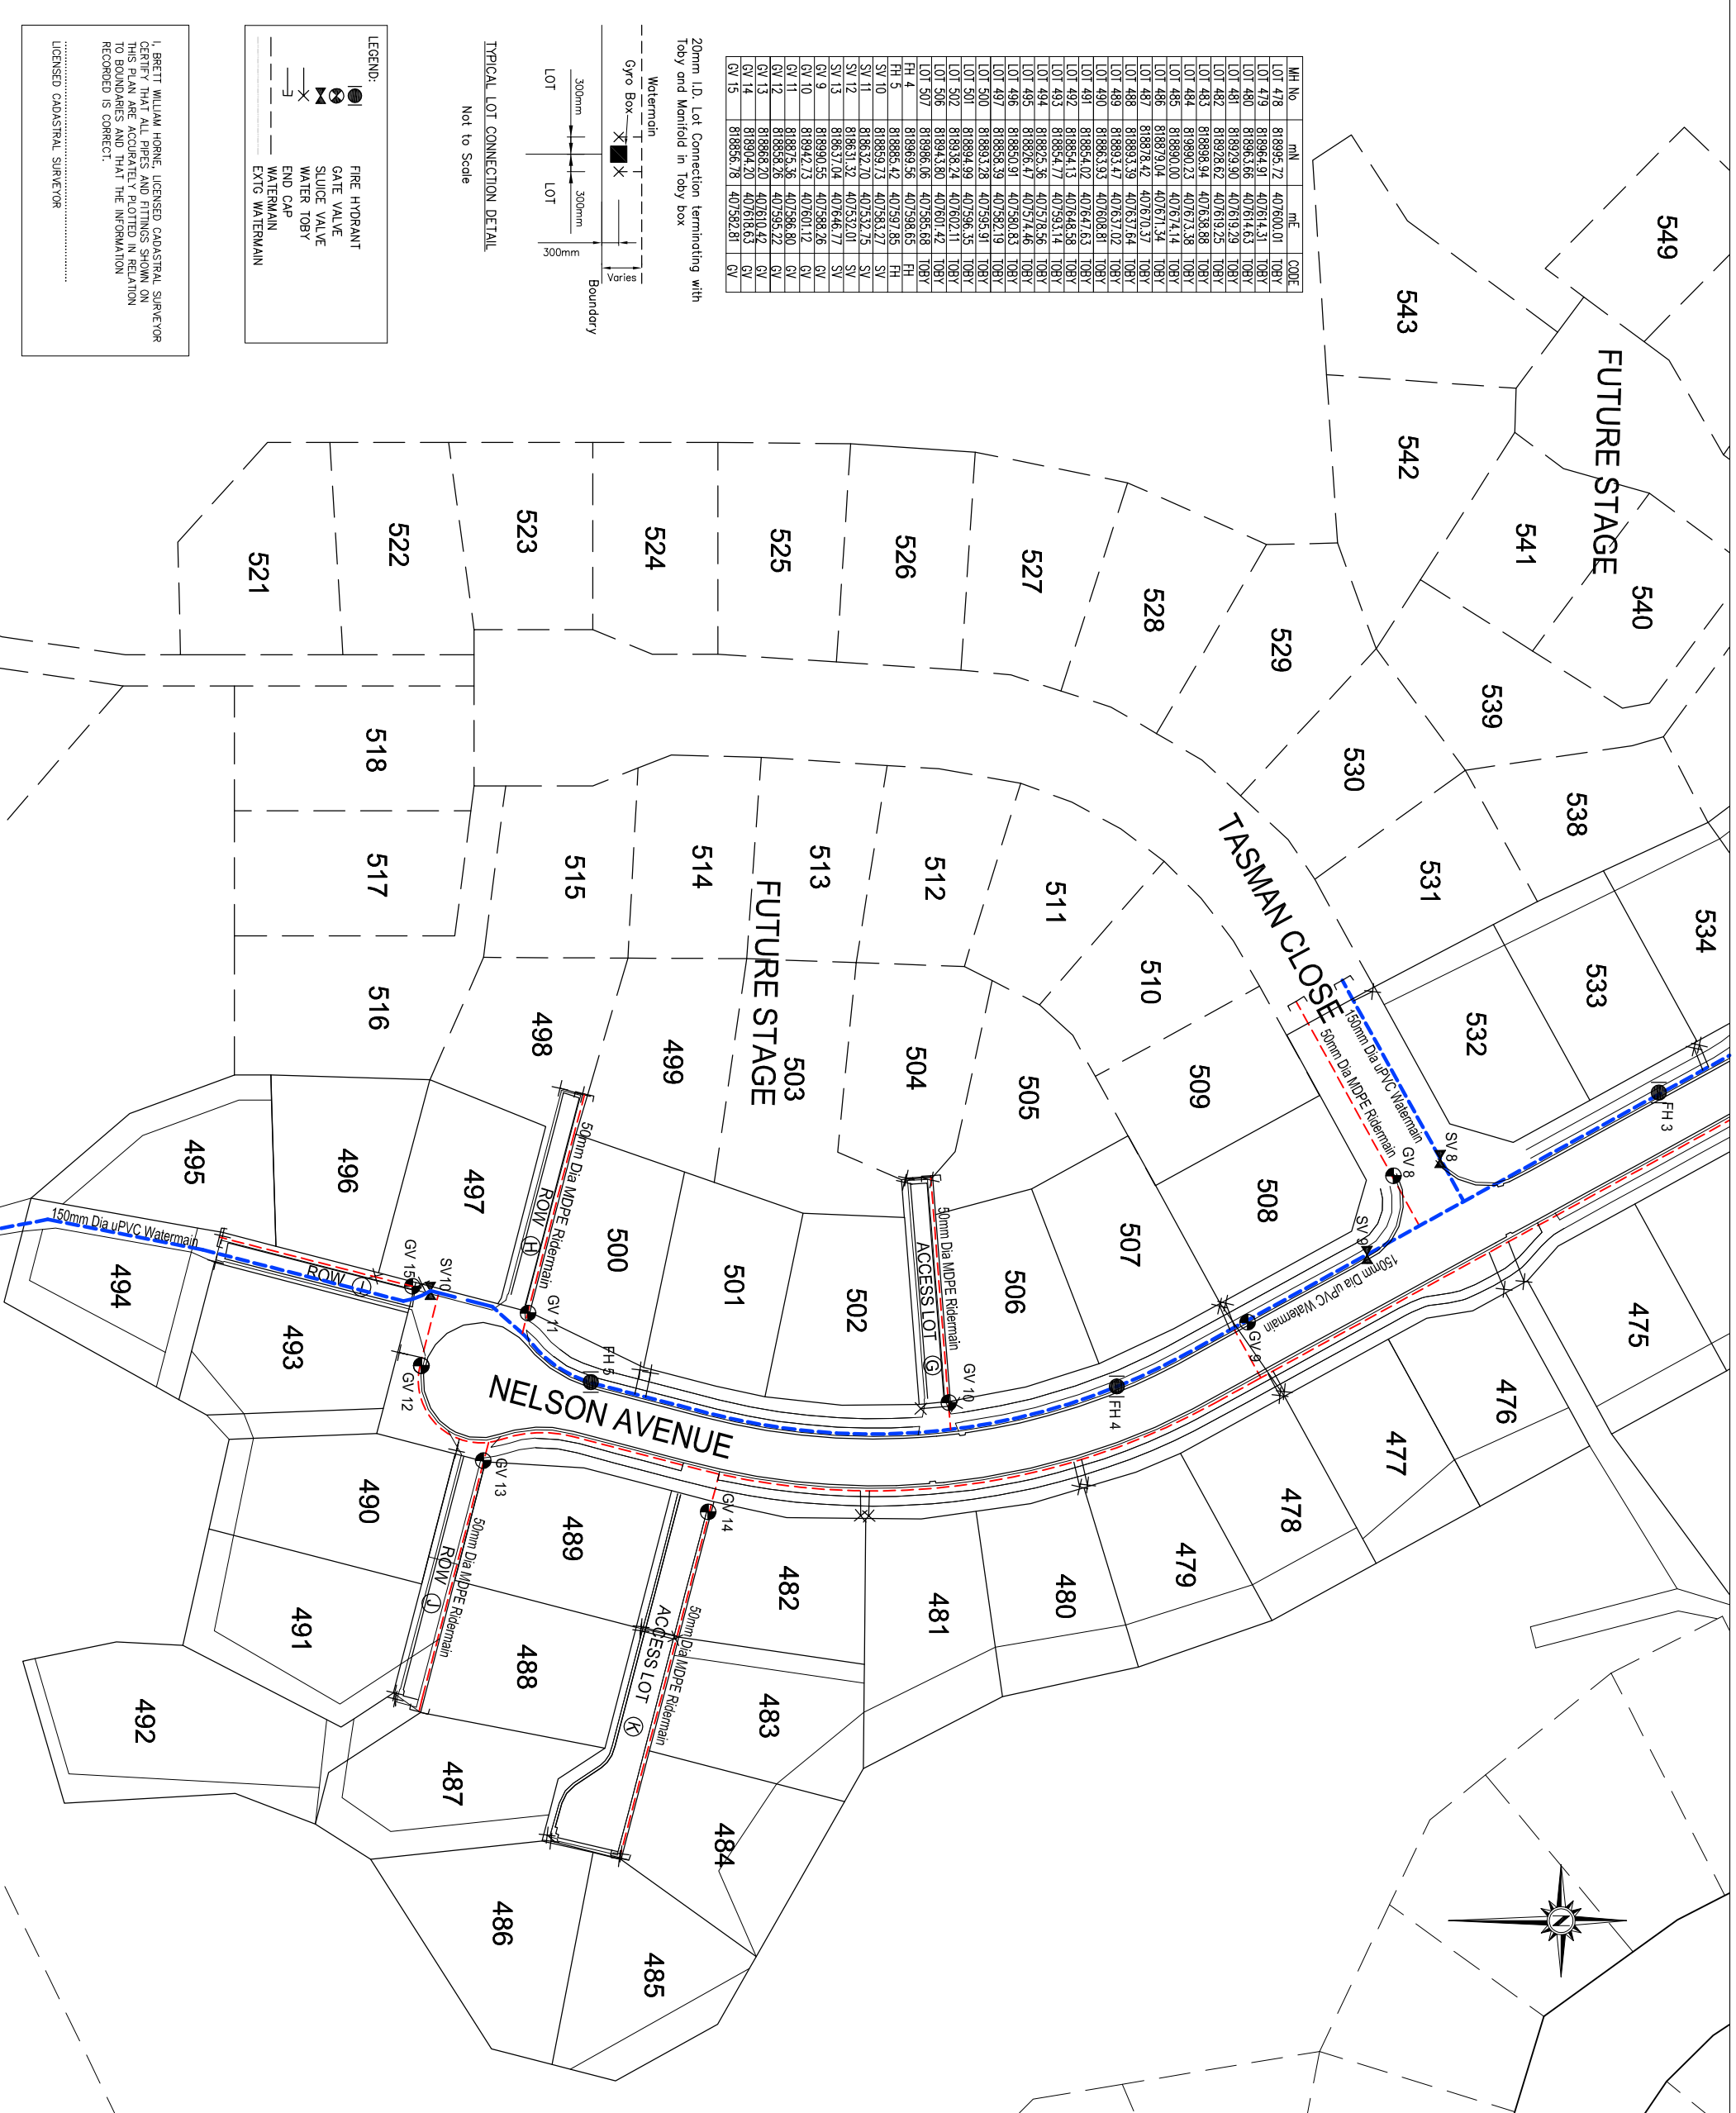 549
543
FUTURE STAGE
542
541
540
539
538
534
533
532
531
530
529
528
527
526
525
524
523
522
521
TASMAN CLOSE
150mm Dia uPVC Watermain
50mm Dia MDPE Ridermain
FH 3
SV 8
GV 8
SV 9
150mm Dia uPVC Watermain
GV 9
475
476
477
478
479
480
481
482
483
484
485
486
487
488
489
490
491
492
493
494
495
496
497
498
499
500
501
502
503
504
505
506
507
508
509
510
511
512
513
514
515
516
517
518
FUTURE STAGE
FH 4
GV 10
50mm Dia MDPE Ridermain
ACCESS LOT G
FH 5
NELSON AVENUE
GV 11
50mm Dia MDPE Ridermain
ROW H
SV10
GV 15
GV 12
ROW I
150mm Dia uPVC Watermain
GV 13
50mm Dia MDPE Ridermain
ROW J
GV 14
50mm Dia MDPE Ridermain
ACCESS LOT K
N
MH No mN mE CODE
LOT 478 818995.72 407600.01 TOBY
LOT 479 818964.91 407614.31 TOBY
LOT 480 818963.66 407614.63 TOBY
LOT 481 818929.90 407619.29 TOBY
LOT 482 818928.62 407619.25 TOBY
LOT 483 818898.94 407638.88 TOBY
LOT 484 819890.23 407673.38 TOBY
LOT 485 818890.00 407674.14 TOBY
LOT 486 818879.04 407671.34 TOBY
LOT 487 818878.42 407670.37 TOBY
LOT 488 818893.39 407637.64 TOBY
LOT 489 818893.47 407637.02 TOBY
LOT 490 818863.93 407608.81 TOBY
LOT 491 818854.02 407647.63 TOBY
LOT 492 818854.13 407648.58 TOBY
LOT 493 818854.77 407593.14 TOBY
LOT 494 818825.36 407578.56 TOBY
LOT 495 818826.47 407574.46 TOBY
LOT 496 818850.91 407580.83 TOBY
LOT 497 818858.39 407582.19 TOBY
LOT 500 818893.28 407595.91 TOBY
LOT 501 818894.99 407596.35 TOBY
LOT 502 818938.24 407602.11 TOBY
LOT 506 818943.80 407601.42 TOBY
LOT 507 818986.06 407585.68 TOBY
FH 4 818969.56 407598.65 FH
FH 5 818885.42 407597.85 FH
SV 10 818859.73 407583.27 SV
SV 11 818632.70 407532.75 SV
SV 12 818631.32 407532.01 SV
SV 13 818637.04 407646.77 SV
GV 9 818990.55 407588.26 GV
GV 10 818942.73 407601.12 GV
GV 11 818875.36 407586.80 GV
GV 12 818858.26 407595.22 GV
GV 13 818868.20 407610.42 GV
GV 14 818904.20 407618.63 GV
GV 15 818856.78 407582.81 GV
20mm I.D. Lot Connection terminating with
Toby and Manifold in Toby box
Watermain
Gyro Box
Varies
Boundary
300mm 300mm
300mm
LOT LOT
TYPICAL LOT CONNECTION DETAIL
Not to Scale
LEGEND:
FIRE HYDRANT
GATE VALVE
SLUICE VALVE
WATER TOBY
END CAP
WATERMAIN
EXTG WATERMAIN
I, BRETT WILLIAM HORNE, LICENSED CADASTRAL SURVEYOR
CERTIFY THAT ALL PIPES AND FITTINGS SHOWN ON
THIS PLAN ARE ACCURATELY PLOTTED IN RELATION
TO BOUNDARIES AND THAT THE INFORMATION
RECORDED IS CORRECT.
LICENSED CADASTRAL SURVEYOR